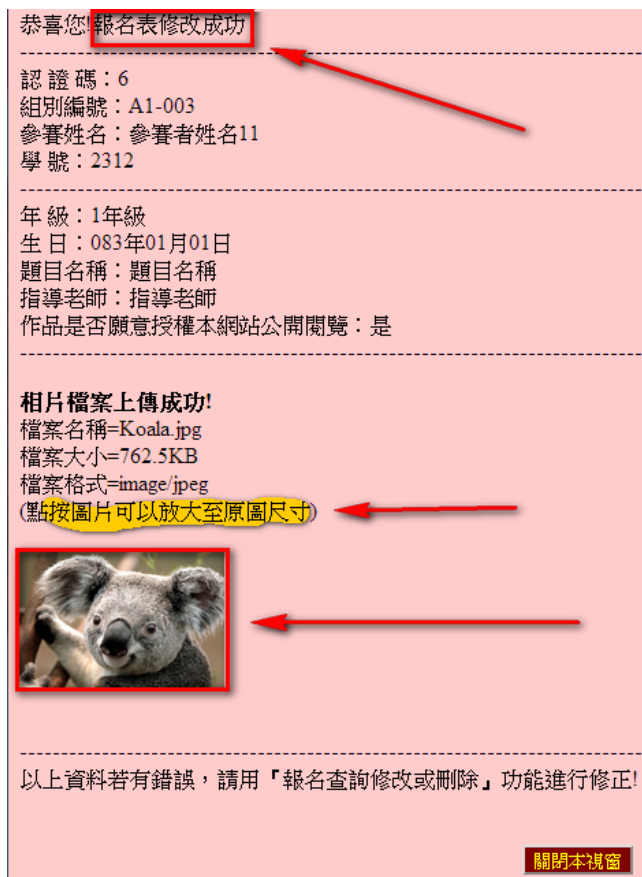 恭喜您!報名表修改成功
認 證 碼：6
組別編號：A1-003
參賽姓名：參賽者姓名11
學 號：2312
年 級：1年級
生 日：083年01月01日
題目名稱：題目名稱
指導老師：指導老師
作品是否願意授權本網站公開閱覽：是
相片檔案上傳成功!
檔案名稱=Koala.jpg
檔案大小=762.5KB
檔案格式=image/jpeg
(點按圖片可以放大至原圖尺寸)
以上資料若有錯誤，請用『報名查詢修改或刪除』功能進行修正!
關閉本視窗